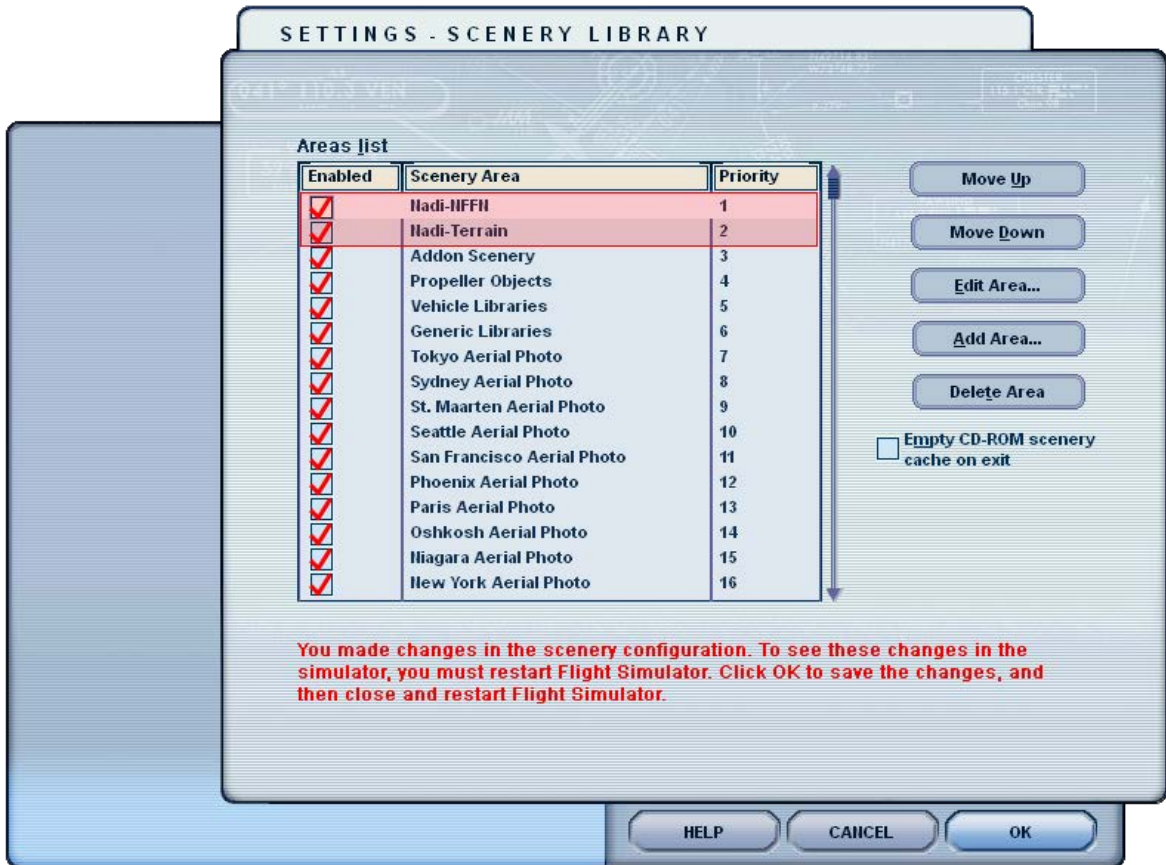 SETTINGS - SCENERY LIBRARY
Areas list
Enabled Scenery Area Priority
Nadi-NFFN 1
Nadi-Terrain 2
Addon Scenery 3
Propeller Objects 4
Vehicle Libraries 5
Generic Libraries 6
Tokyo Aerial Photo 7
Sydney Aerial Photo 8
St. Maarten Aerial Photo 9
Seattle Aerial Photo 10
San Francisco Aerial Photo 11
Phoenix Aerial Photo 12
Paris Aerial Photo 13
Oshkosh Aerial Photo 14
Niagara Aerial Photo 15
New York Aerial Photo 16
Move Up
Move Down
Edit Area...
Add Area...
Delete Area
Empty CD-ROM scenery
cache on exit
You made changes in the scenery configuration. To see these changes in the
simulator, you must restart Flight Simulator. Click OK to save the changes, and
then close and restart Flight Simulator.
HELP CANCEL OK